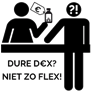 €
?!
DURE D€X?
NIET ZO FLEX!